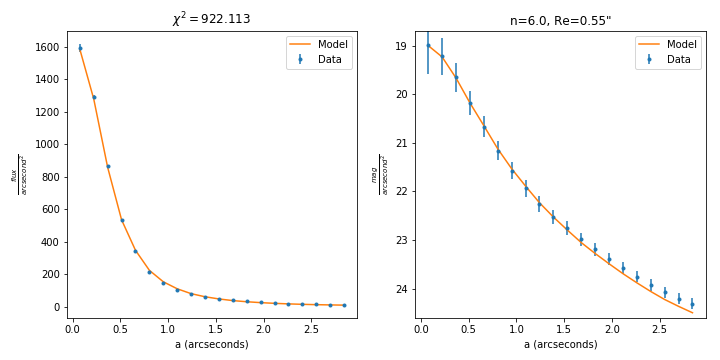 χ² = 922.113
Model
Data
flux
arcsecond²
1600
1400
1200
1000
800
600
400
200
0
0.0 0.5 1.0 1.5 2.0 2.5
a (arcseconds)
n=6.0, Re=0.55"
Model
Data
mag
arcsecond²
19
20
21
22
23
24
0.0 0.5 1.0 1.5 2.0 2.5
a (arcseconds)